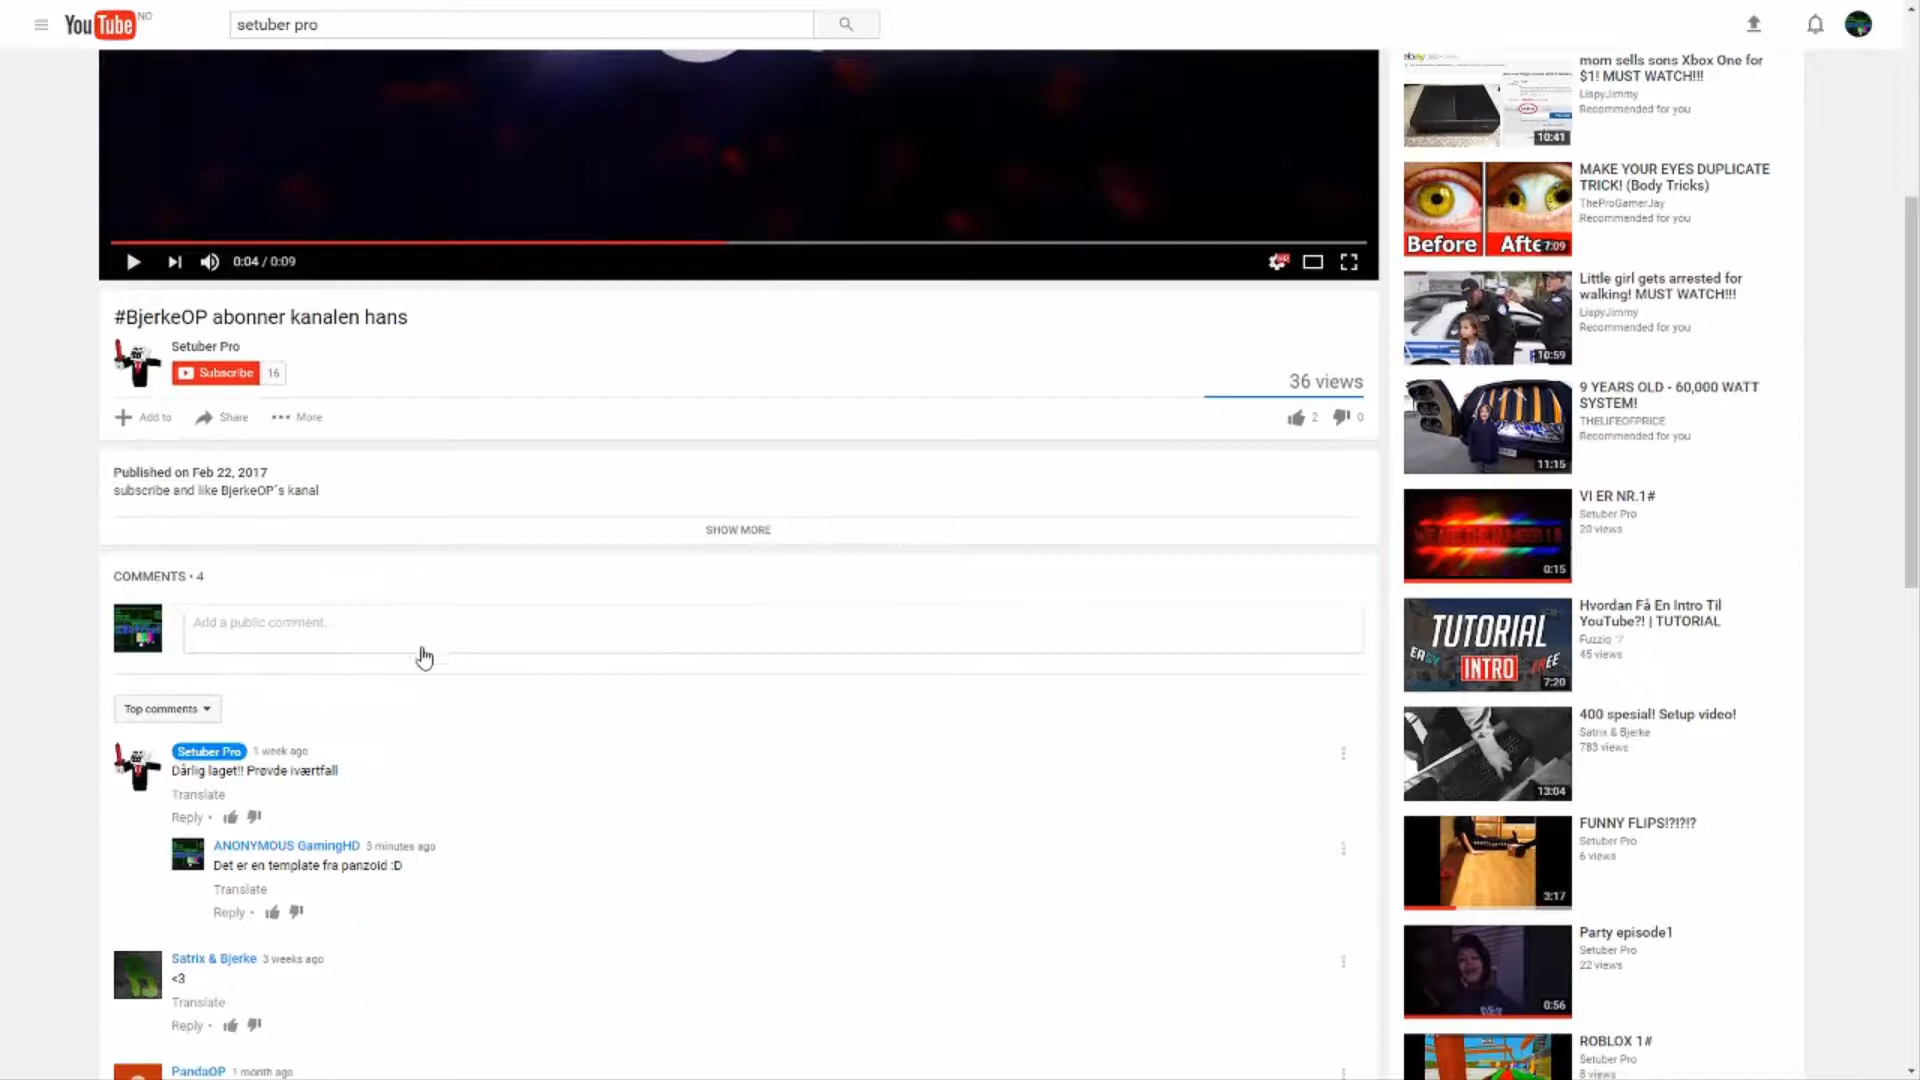 YouTube NO
setuber pro
0:04 / 0:09
#BjerkeOP abonner kanalen hans
Setuber Pro
Subscribe 16
36 views
Add to Share More
2 0
Published on Feb 22, 2017
subscribe and like BjerkeOP´s kanal
SHOW MORE
COMMENTS • 4
Add a public comment...
Top comments
Setuber Pro 1 week ago
Dårlig laget!! Prøvde iværtfall
Translate
Reply •
ANONYMOUS GamingHD 3 minutes ago
Det er en template fra panzoid :D
Translate
Reply •
Satrix & Bjerke 3 weeks ago
<3
Translate
Reply •
PandaOP 1 month ago
ebay
10:41
mom sells sons Xbox One for
$1! MUST WATCH!!!
LispyJimmy
Recommended for you
Before
Afte
7:09
MAKE YOUR EYES DUPLICATE
TRICK! (Body Tricks)
TheProGamerJay
Recommended for you
10:59
Little girl gets arrested for
walking! MUST WATCH!!!
LispyJimmy
Recommended for you
11:15
9 YEARS OLD - 60,000 WATT
SYSTEM!
THELIFEOFPRICE
Recommended for you
0:15
VI ER NR.1#
Setuber Pro
20 views
TUTORIAL
EASY INTRO FREE
7:20
Hvordan Få En Intro Til
YouTube?! | TUTORIAL
Fuzzig ツ
45 views
13:04
400 spesial! Setup video!
Satrix & Bjerke
783 views
3:17
FUNNY FLIPS!?!?!?
Setuber Pro
6 views
0:56
Party episode1
Setuber Pro
22 views
ROBLOX 1#
Setuber Pro
8 views